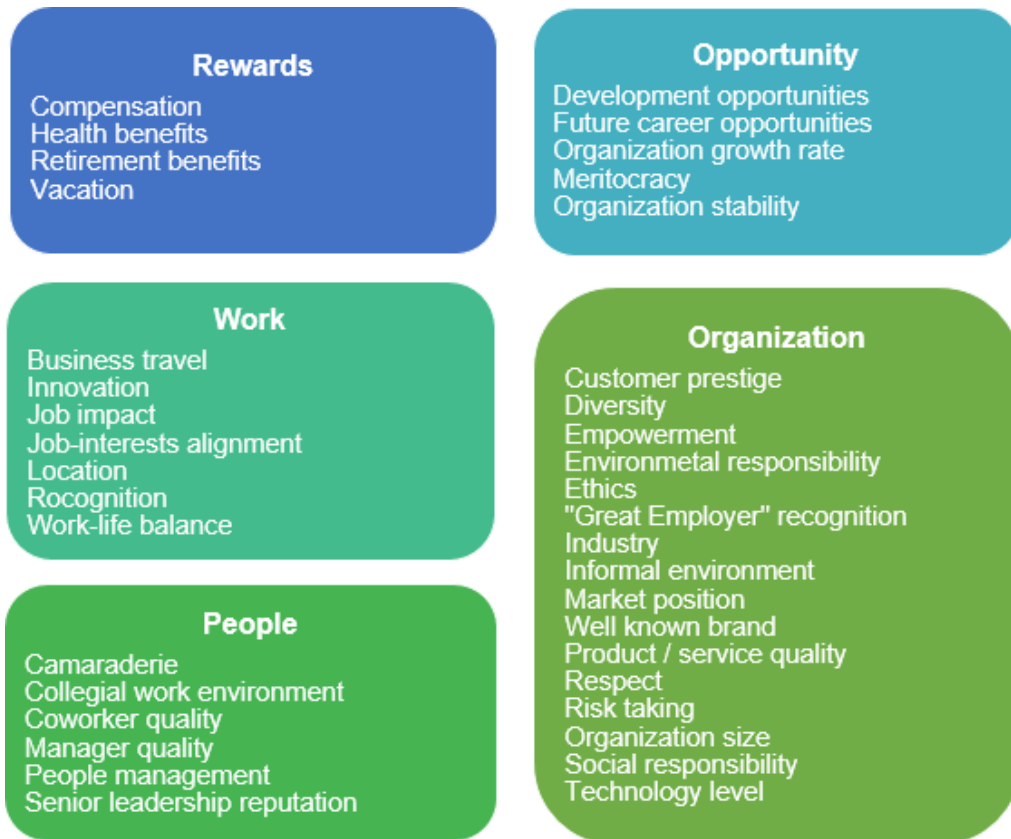 Rewards
Compensation
Health benefits
Retirement benefits
Vacation
Opportunity
Development opportunities
Future career opportunities
Organization growth rate
Meritocracy
Organization stability
Work
Business travel
Innovation
Job impact
Job-interests alignment
Location
Rocognition
Work-life balance
Organization
Customer prestige
Diversity
Empowerment
Environmetal responsibility
Ethics
"Great Employer" recognition
Industry
Informal environment
Market position
Well known brand
Product / service quality
Respect
Risk taking
Organization size
Social responsibility
Technology level
People
Camaraderie
Collegial work environment
Coworker quality
Manager quality
People management
Senior leadership reputation